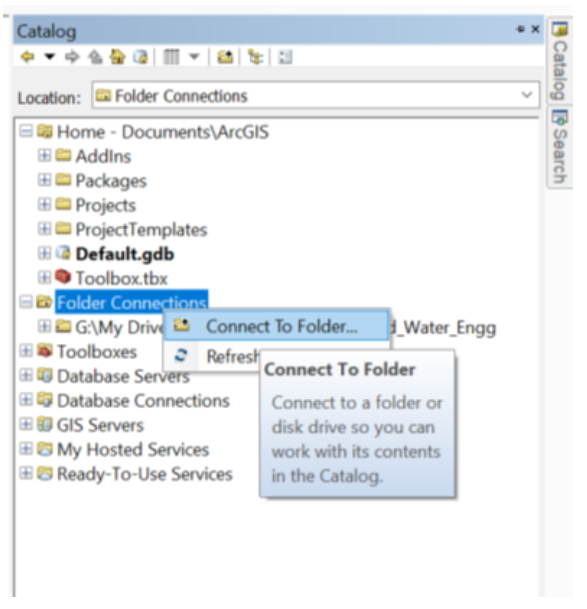 Catalog
Location: Folder Connections
Home - Documents\ArcGIS
AddIns
Packages
Projects
ProjectTemplates
Default.gdb
Toolbox.tbx
Folder Connections
G:\My Drive
Connect To Folder...
d_Water_Engg
Toolboxes
Refresh
Connect To Folder
Database Servers
Database Connections
Connect to a folder or
disk drive so you can
work with its contents
in the Catalog.
GIS Servers
My Hosted Services
Ready-To-Use Services
Catalog
Search